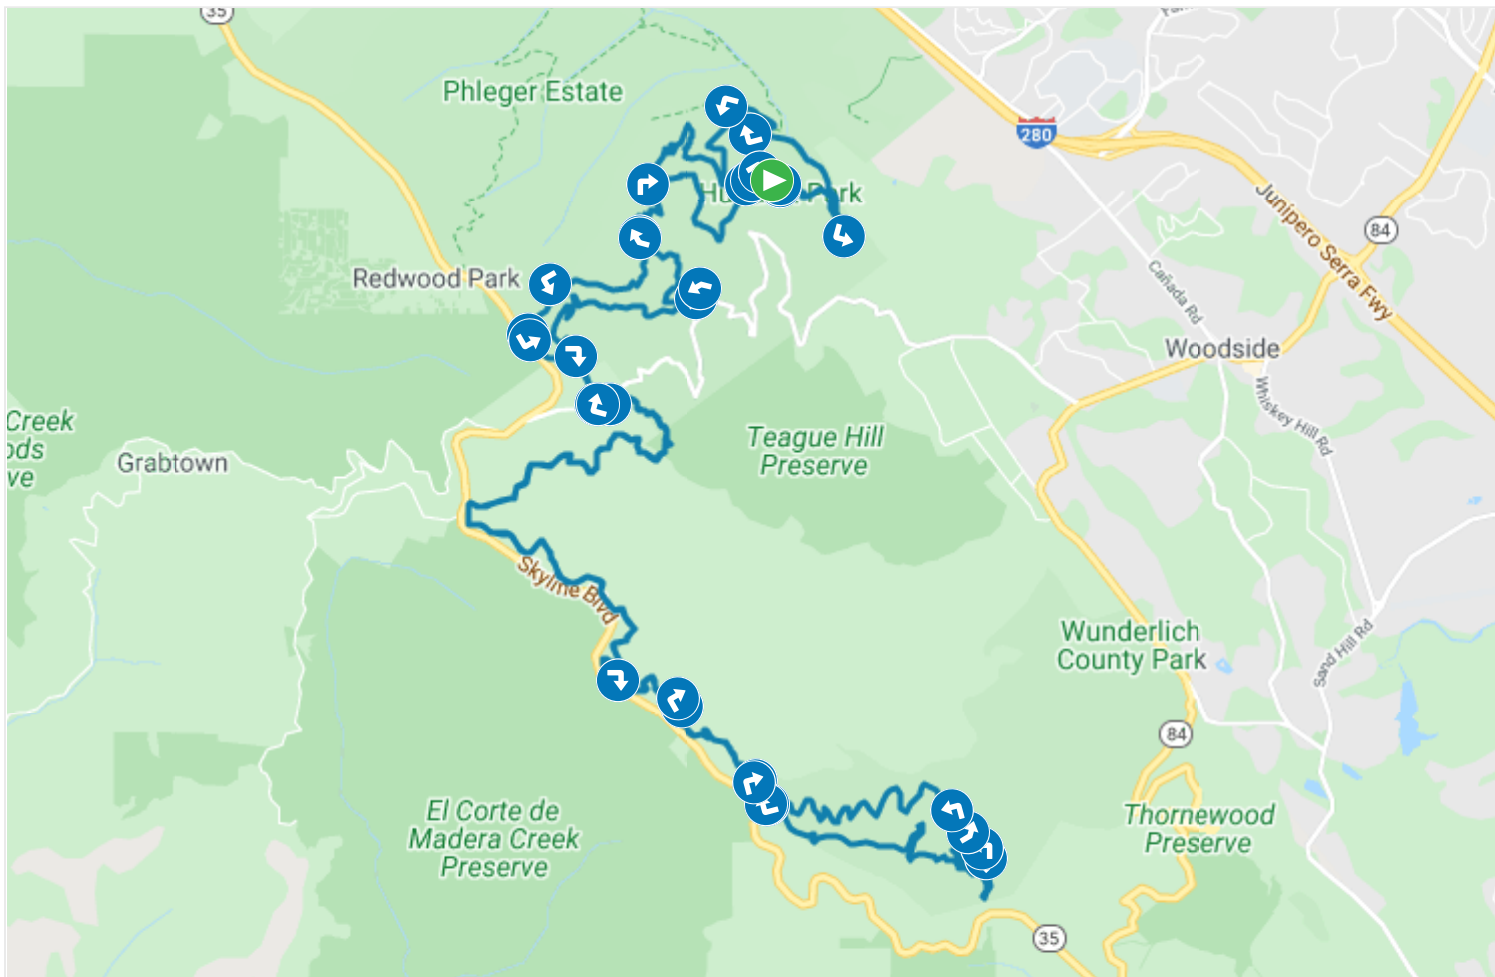 35
Phleger Estate
280
Park
Junipero Serra Fwy
84
Redwood Park
Cañada Rd
Woodside
Whiskey Hill Rd
Creek
ods
ve
Grabtown
Teague Hill
Preserve
Skyline Blvd
Wunderlich
County Park
Sand Hill Rd
84
El Corte de
Madera Creek
Preserve
Thornewood
Preserve
35